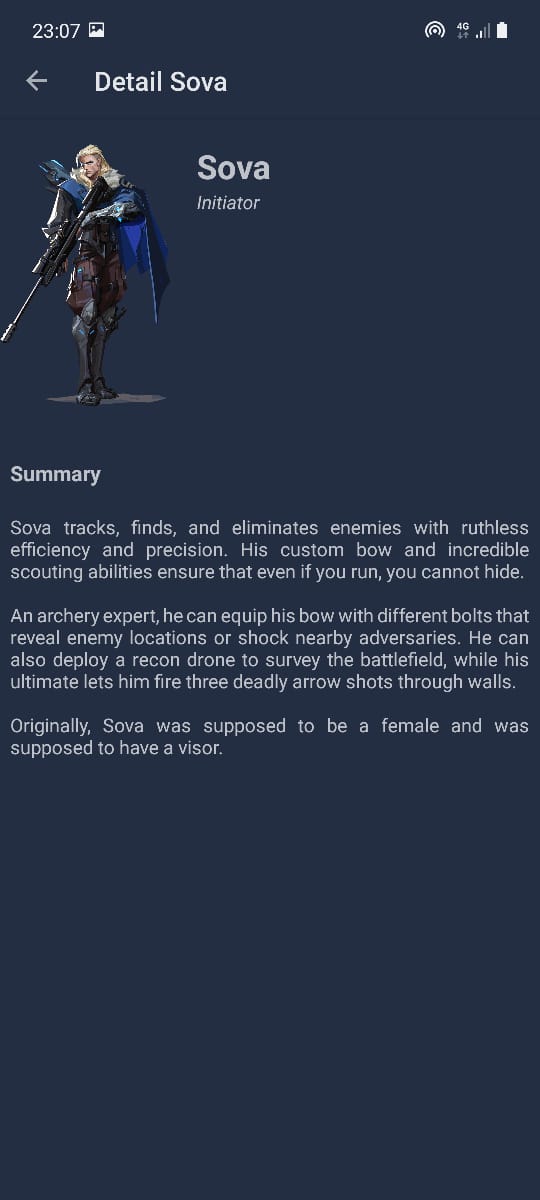 23:07
4G
Detail Sova
Sova
Initiator
Summary
Sova tracks, finds, and eliminates enemies with ruthless
efficiency and precision. His custom bow and incredible
scouting abilities ensure that even if you run, you cannot hide.
An archery expert, he can equip his bow with different bolts that
reveal enemy locations or shock nearby adversaries. He can
also deploy a recon drone to survey the battlefield, while his
ultimate lets him fire three deadly arrow shots through walls.
Originally, Sova was supposed to be a female and was
supposed to have a visor.